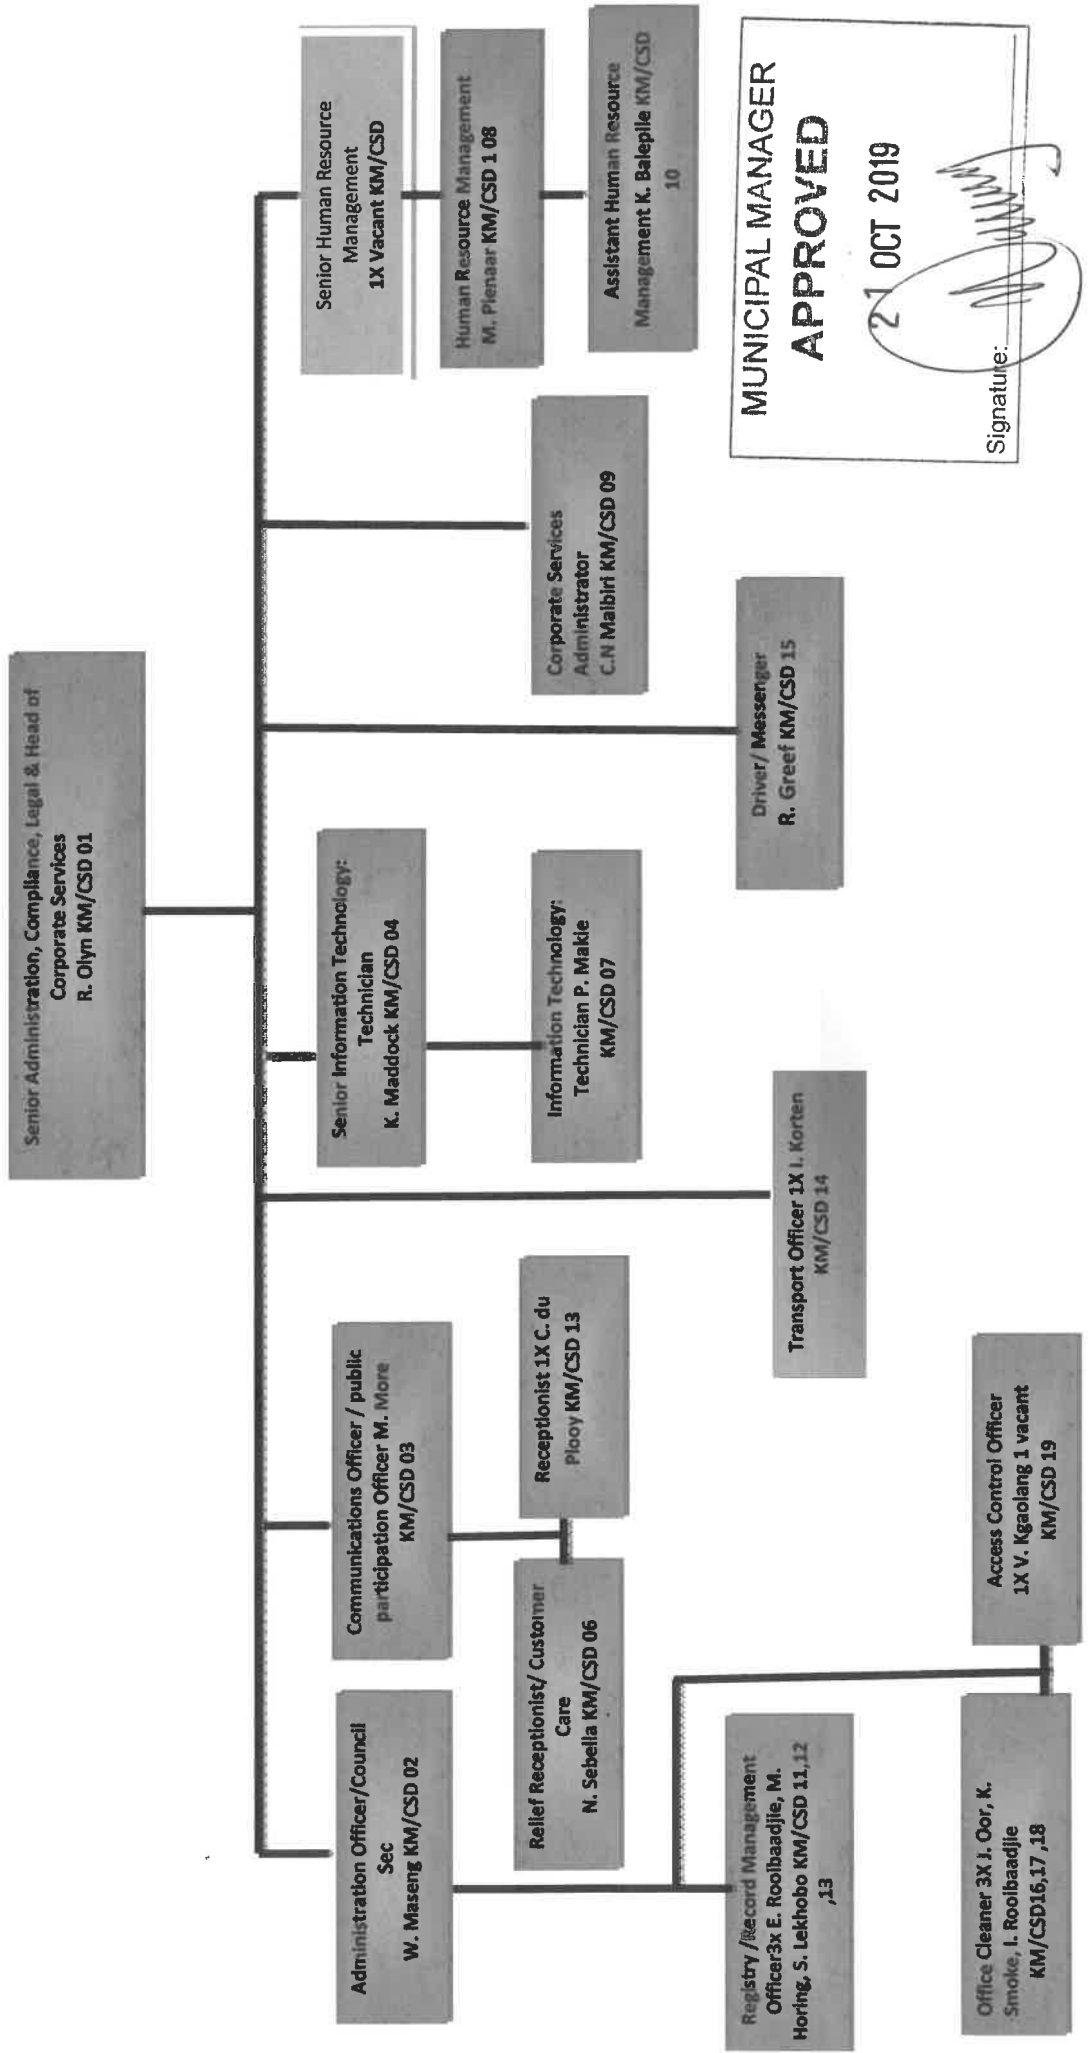 Senior Administration, Compliance, Legal & Head of
Corporate Services
R. Olyn KM/CSD 01
Administration Officer/Council
Sec
W. Maseng KM/CSD 02
Communications Officer / public
participation Officer M. More
KM/CSD 03
Senior Information Technology:
Technician
K. Maddock KM/CSD 04
Senior Human Resource
Management
1X Vacant KM/CSD
Human Resource Management
M. Pienaar KM/CSD 1 08
Assistant Human Resource
Management K. Balepile KM/CSD
10
Relief Receptionist/ Customer
Care
N. Sebella KM/CSD 06
Receptionist 1X C. du
Plooy KM/CSD 13
Information Technology:
Technician P. Makie
KM/CSD 07
Corporate Services
Administrator
C.N Malbiri KM/CSD 09
Registry /Record Management
Officer3x E. Rooibaadjie, M.
Horing, S. Lekhobo KM/CSD 11,12
,13
Transport Officer 1X I. Korten
KM/CSD 14
Driver/ Messenger
R. Greef KM/CSD 15
Office Cleaner 3X J. Oor, K.
Smoke, I. Rooibaadjie
KM/CSD16,17 ,18
Access Control Officer
1X V. Kgaolang 1 vacant
KM/CSD 19
MUNICIPAL MANAGER
APPROVED
21 OCT 2019
Signature: